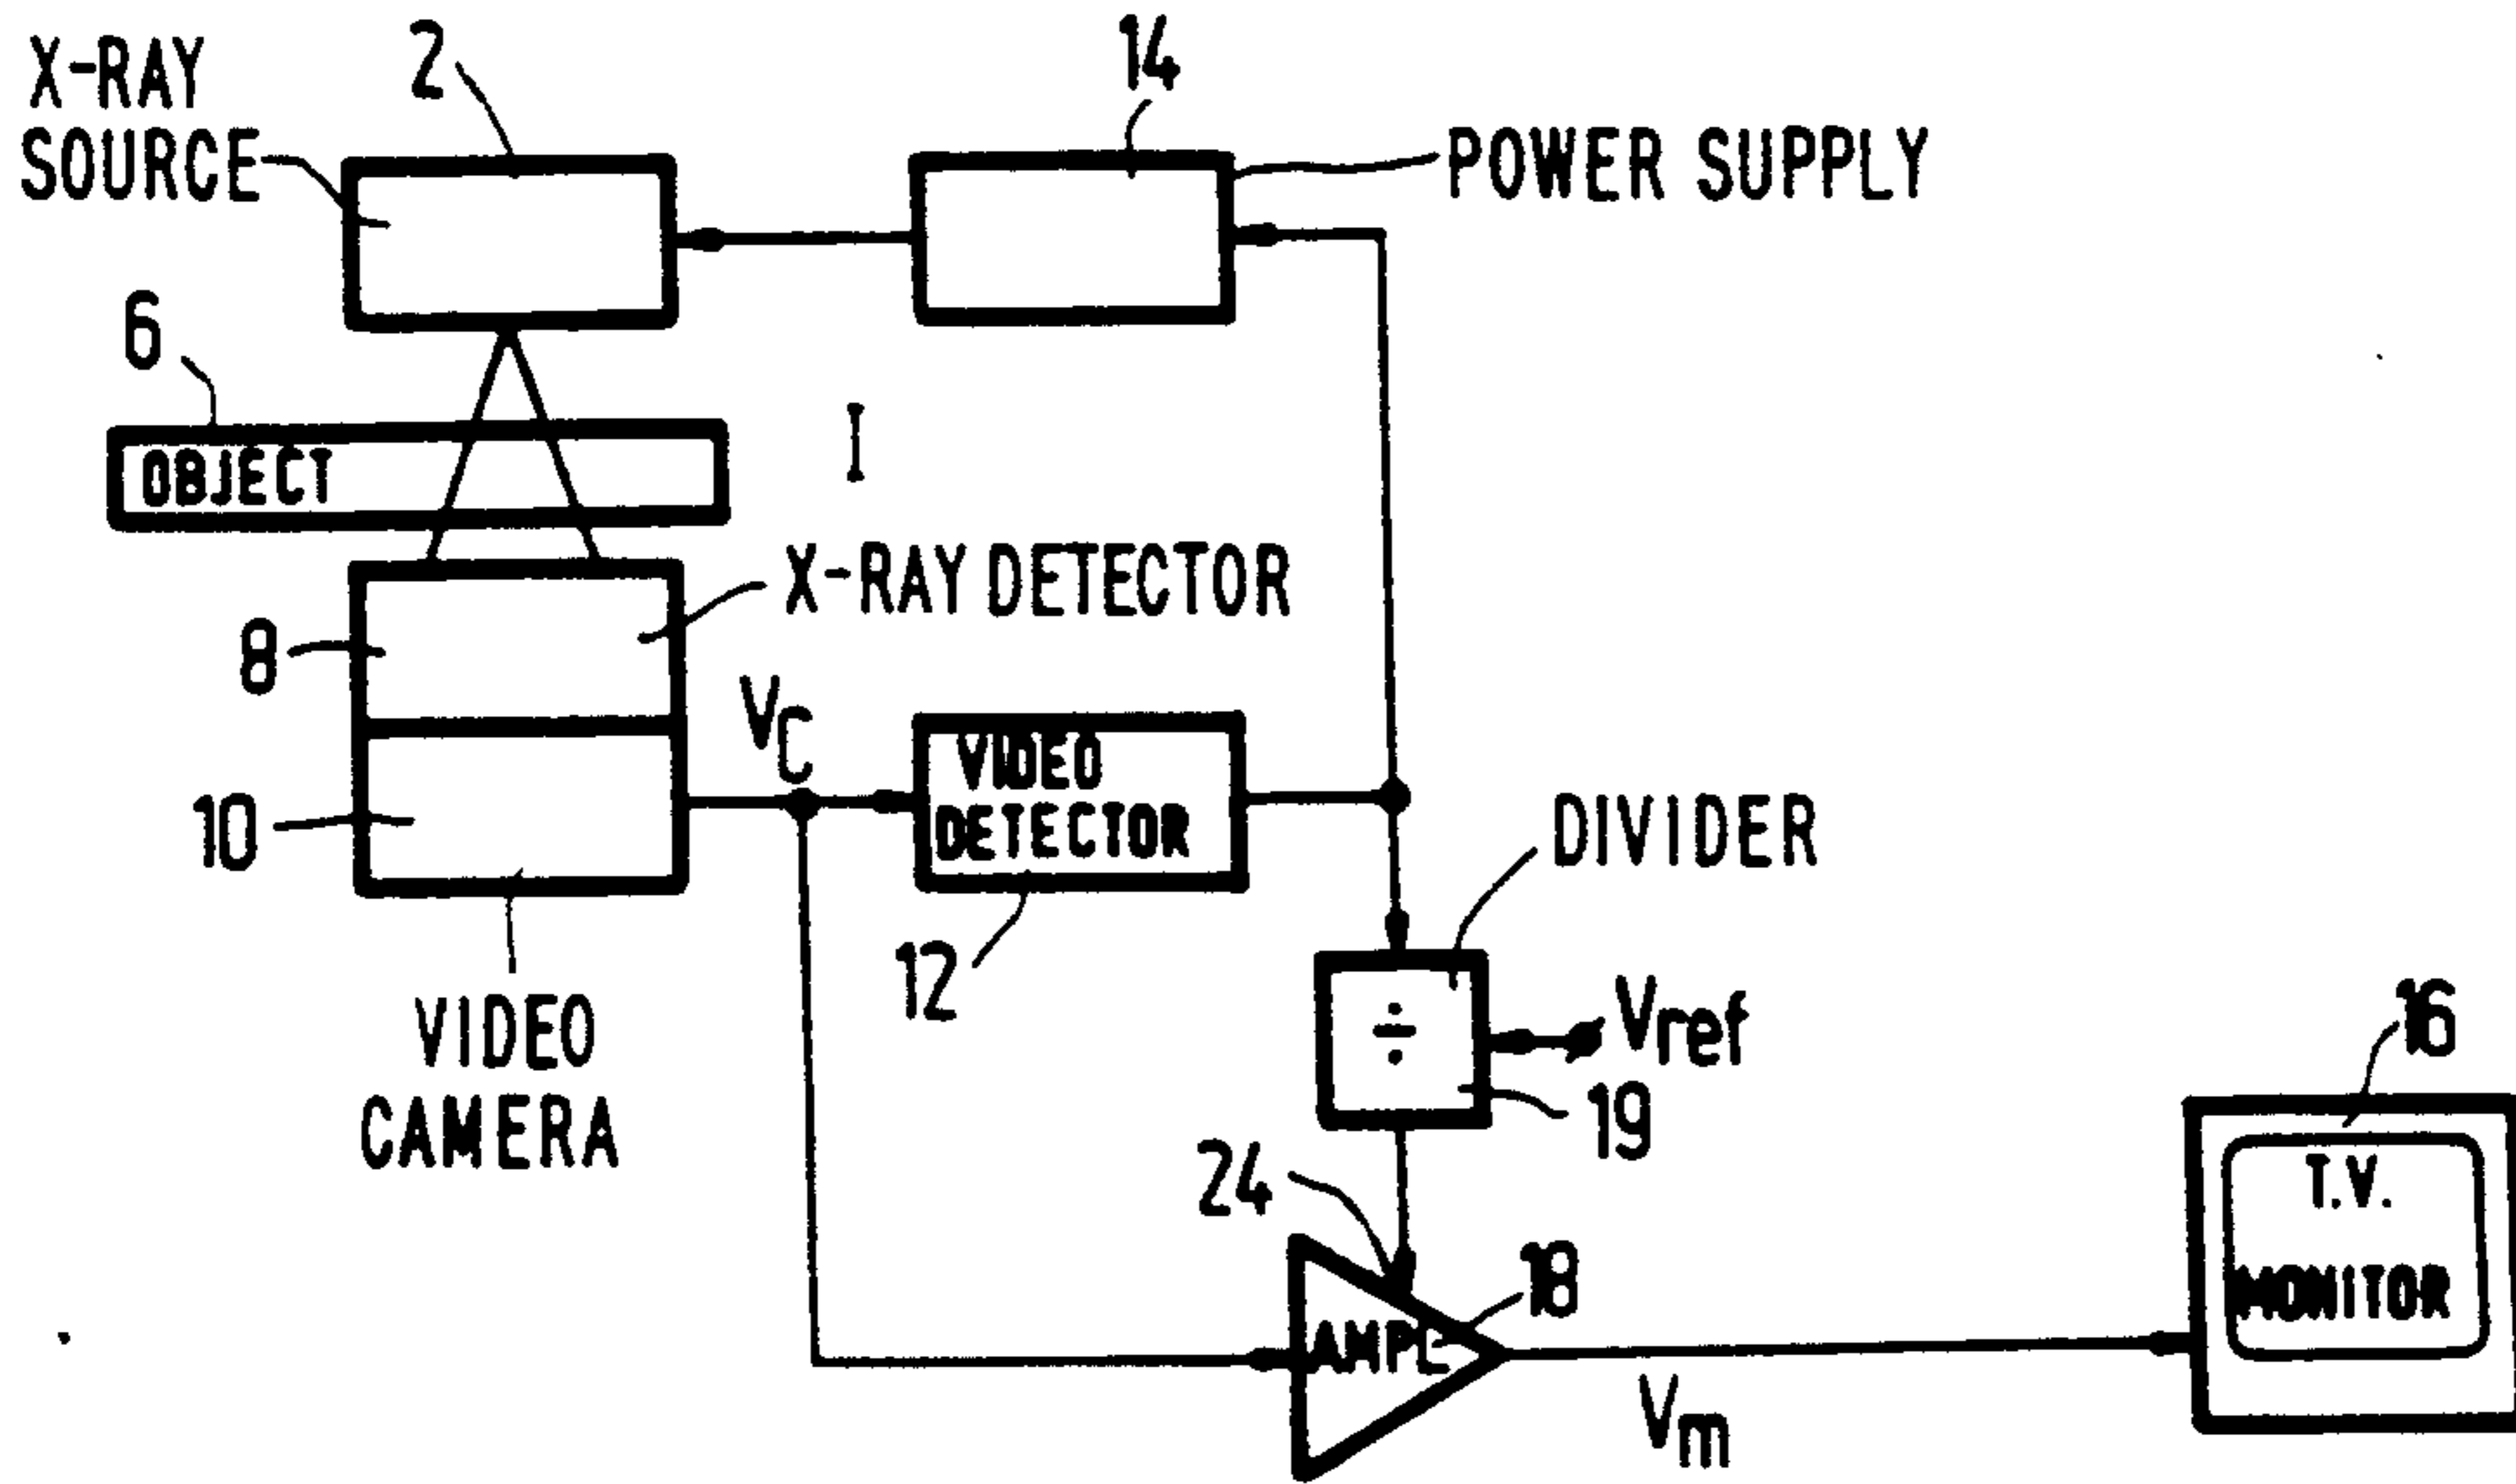 X-RAY
SOURCE
2
14
POWER SUPPLY
6
OBJECT
I
X-RAY DETECTOR
8
VC
VIDEO
DETECTOR
10
DIVIDER
12
÷
Vref
16
VIDEO
CAMERA
19
24
T.V.
MONITOR
18
AMPL
Vm